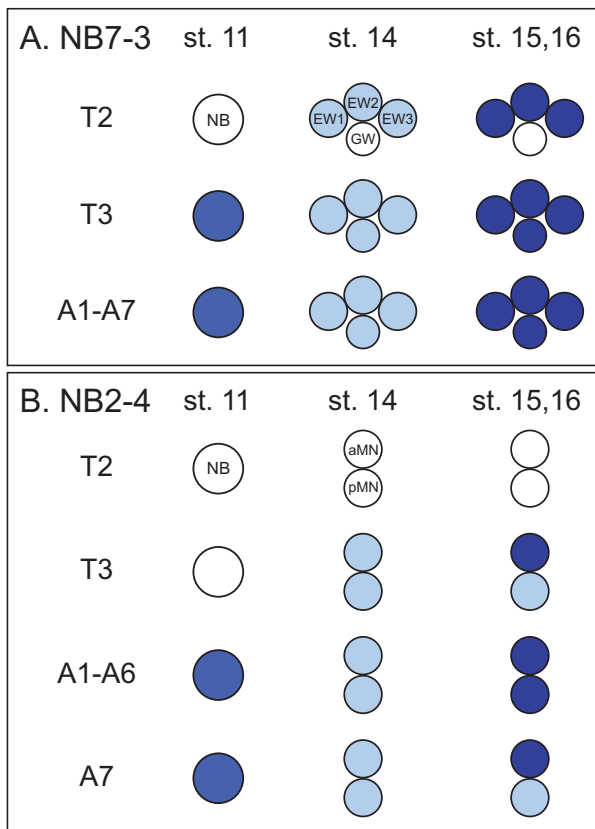 A. NB7-3 st. 11 st. 14 st. 15,16
T2 NB EW1 EW2 EW3
GW
T3
A1-A7
B. NB2-4 st. 11 st. 14 st. 15,16
T2 NB aMN
pMN
T3
A1-A6
A7